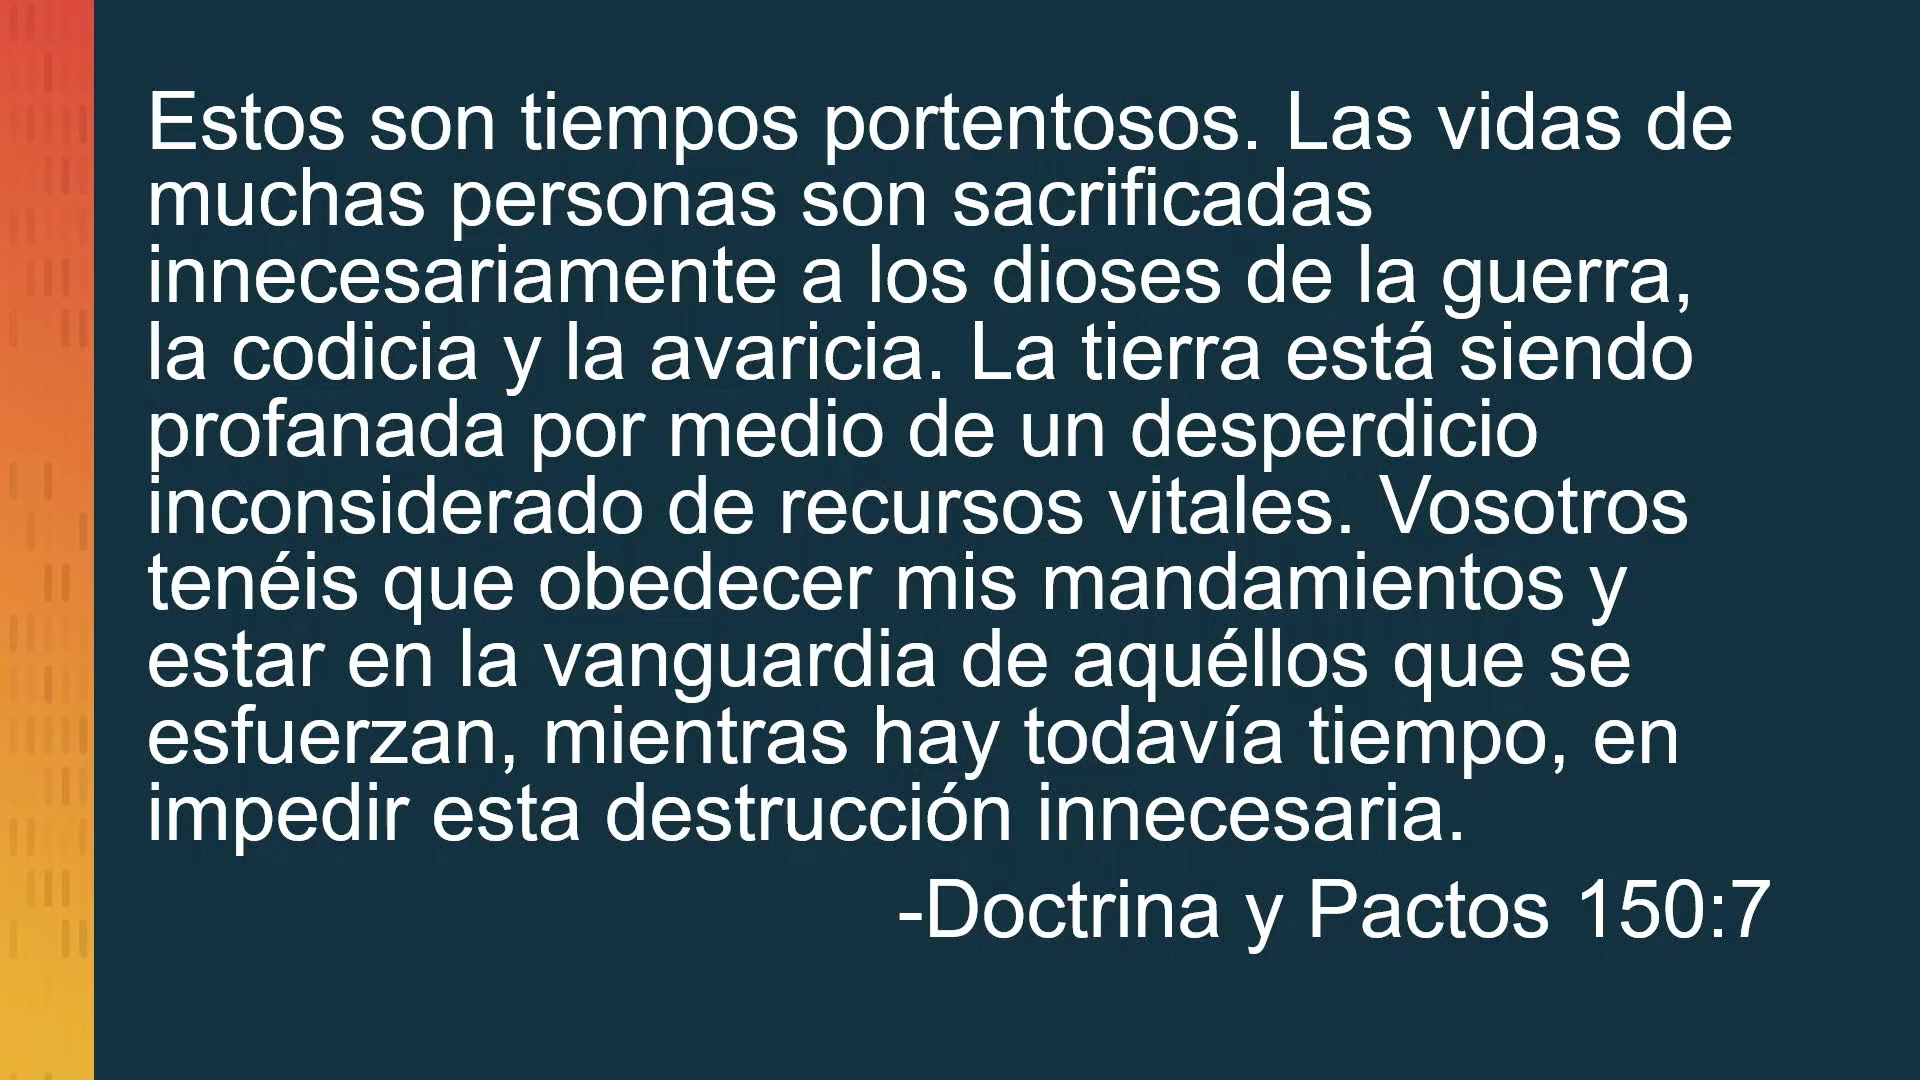 Estos son tiempos portentosos. Las vidas de
muchas personas son sacrificadas
innecesariamente a los dioses de la guerra,
la codicia y la avaricia. La tierra está siendo
profanada por medio de un desperdicio
inconsiderado de recursos vitales. Vosotros
tenéis que obedecer mis mandamientos y
estar en la vanguardia de aquéllos que se
esfuerzan, mientras hay todavía tiempo, en
impedir esta destrucción innecesaria.
-Doctrina y Pactos 150:7